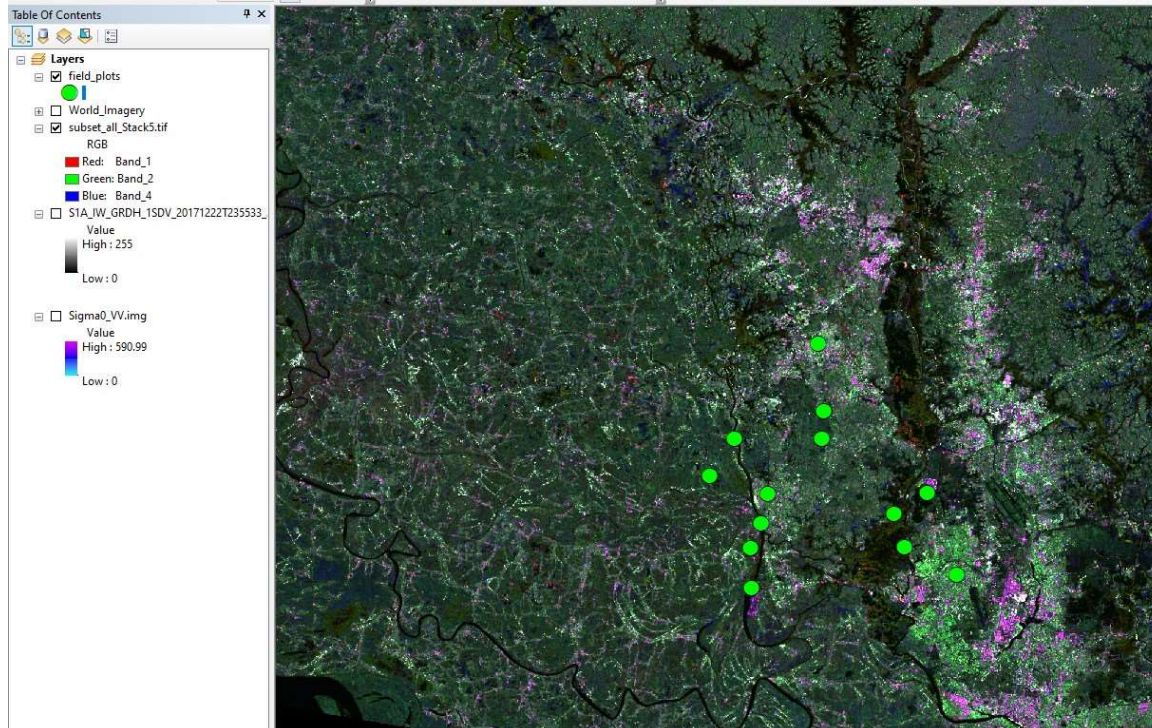 Table Of Contents
Layers
field_plots
World_Imagery
subset_all_Stack5.tif
RGB
Red: Band_1
Green: Band_2
Blue: Band_4
S1A_IW_GRDH_1SDV_20171222T235533_
Value
High : 255
Low : 0
Sigma0_VV.img
Value
High : 590.99
Low : 0